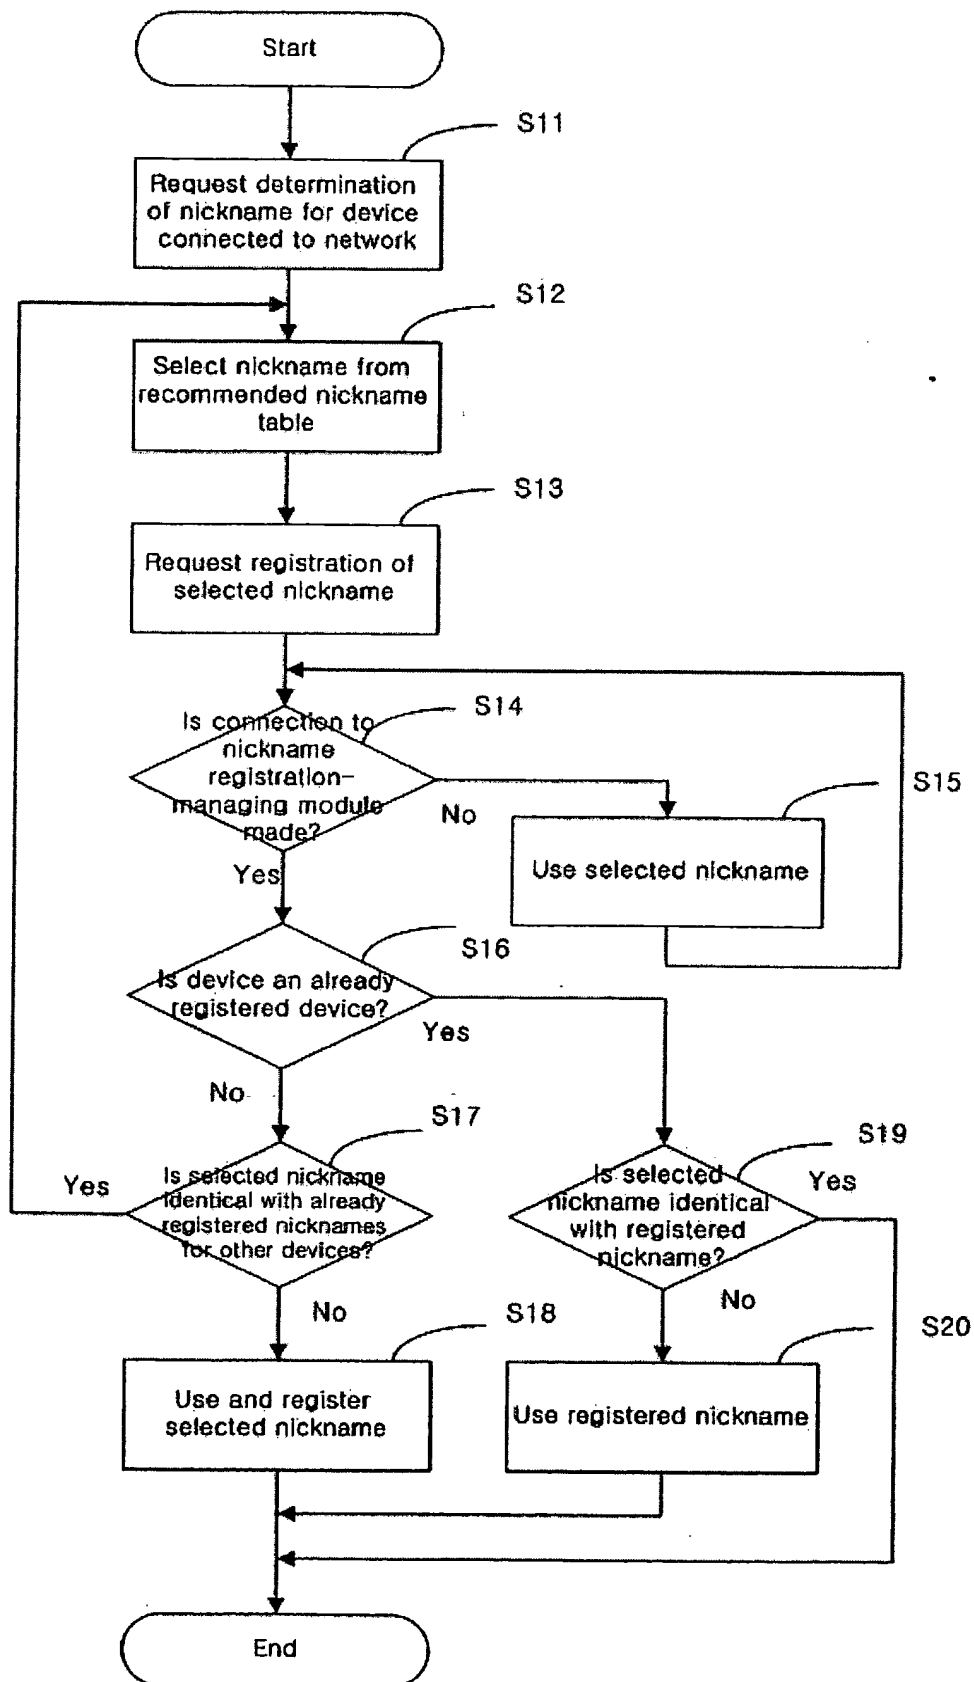 Start
S11
Request determination
of nickname for device
connected to network
S12
Select nickname from
recommended nickname
table
S13
Request registration of
selected nickname
S14
Is connection to
nickname
registration-
managing module
made?
No
Yes
S15
Use selected nickname
S16
Is device an already
registered device?
Yes
No
S17
Is selected nickname
identical with already
registered nicknames
for other devices?
Yes
No
S19
Is selected
nickname identical
with registered
nickname?
Yes
No
S18
Use and register
selected nickname
S20
Use registered nickname
End